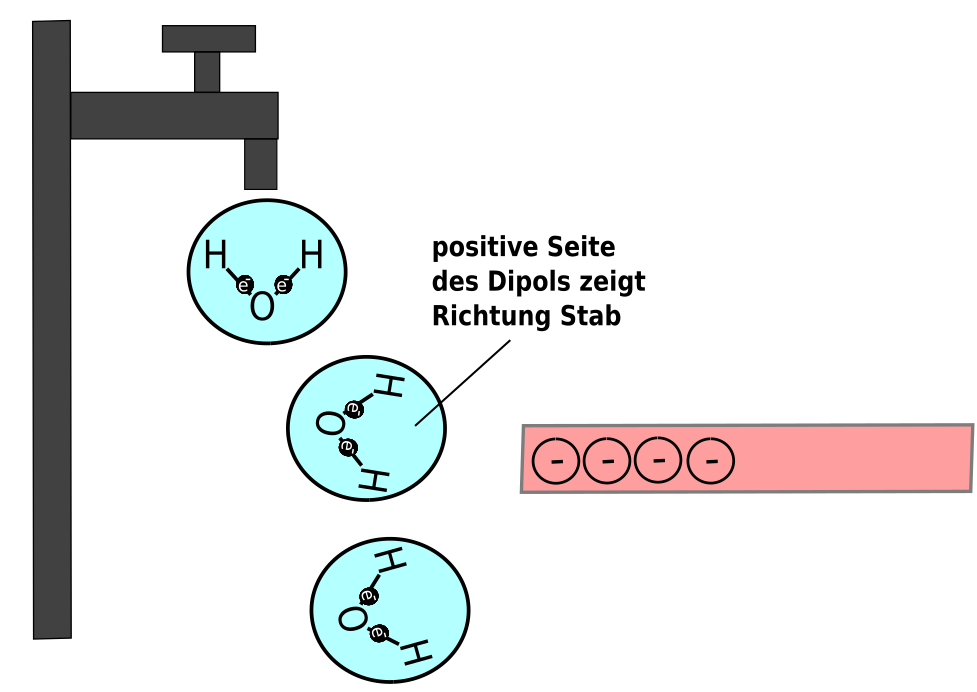 H H
e e
O
positive Seite
des Dipols zeigt
Richtung Stab
H
e
O
e
H
- - - -
H
e
O
e
H